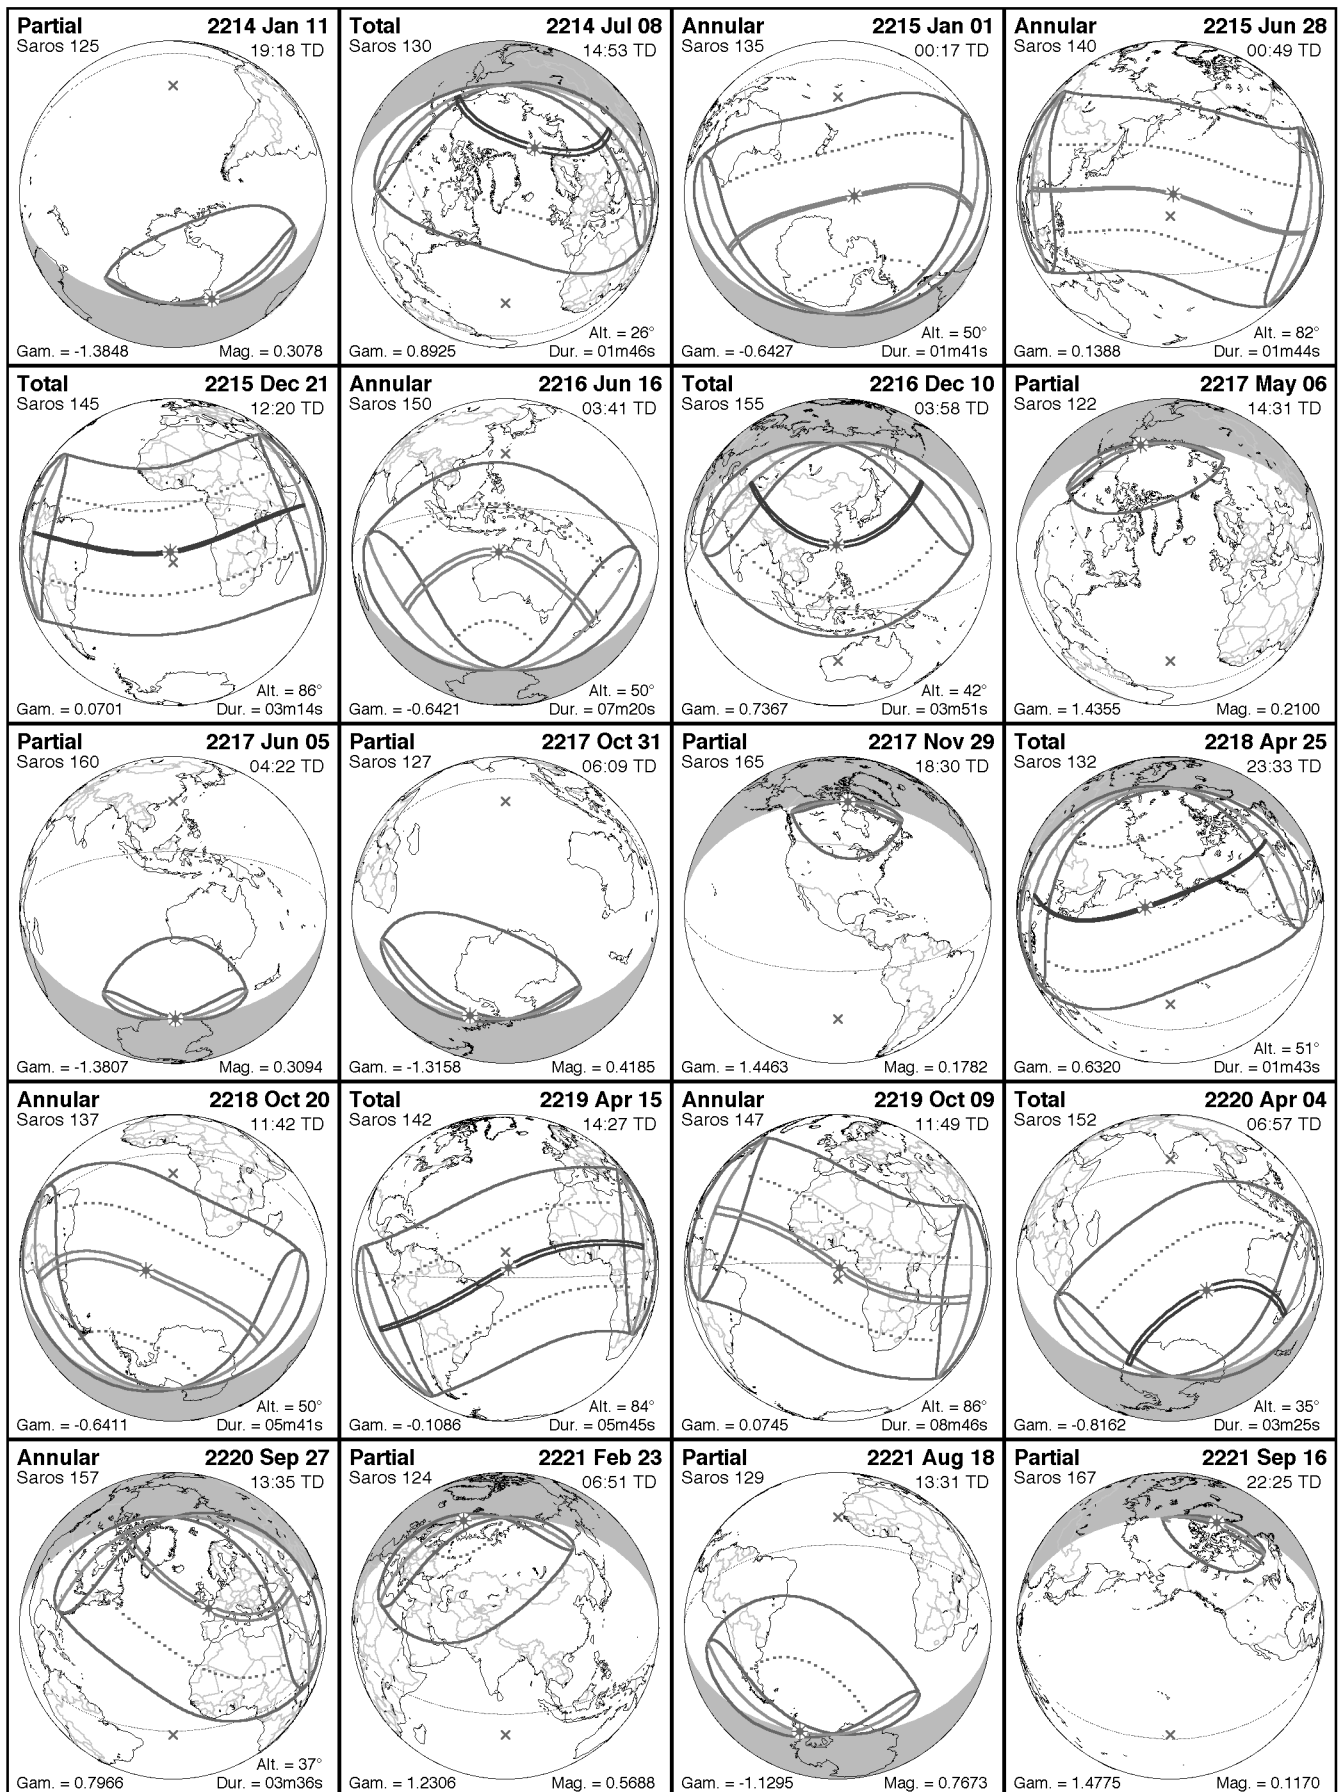 Partial 2214 Jan 11
Saros 125 19:18 TD
Gam. = -1.3848 Mag. = 0.3078
Total 2214 Jul 08
Saros 130 14:53 TD
Alt. = 26°
Gam. = 0.8925 Dur. = 01m46s
Annular 2215 Jan 01
Saros 135 00:17 TD
Alt. = 50°
Gam. = -0.6427 Dur. = 01m41s
Annular 2215 Jun 28
Saros 140 00:49 TD
Alt. = 82°
Gam. = 0.1388 Dur. = 01m44s
Total 2215 Dec 21
Saros 145 12:20 TD
Alt. = 86°
Gam. = 0.0701 Dur. = 03m14s
Annular 2216 Jun 16
Saros 150 03:41 TD
Alt. = 50°
Gam. = -0.6421 Dur. = 07m20s
Total 2216 Dec 10
Saros 155 03:58 TD
Alt. = 42°
Gam. = 0.7367 Dur. = 03m51s
Partial 2217 May 06
Saros 122 14:31 TD
Gam. = 1.4355 Mag. = 0.2100
Partial 2217 Jun 05
Saros 160 04:22 TD
Gam. = -1.3807 Mag. = 0.3094
Partial 2217 Oct 31
Saros 127 06:09 TD
Gam. = -1.3158 Mag. = 0.4185
Partial 2217 Nov 29
Saros 165 18:30 TD
Gam. = 1.4463 Mag. = 0.1782
Total 2218 Apr 25
Saros 132 23:33 TD
Alt. = 51°
Gam. = 0.6320 Dur. = 01m43s
Annular 2218 Oct 20
Saros 137 11:42 TD
Alt. = 50°
Gam. = -0.6411 Dur. = 05m41s
Total 2219 Apr 15
Saros 142 14:27 TD
Alt. = 84°
Gam. = -0.1086 Dur. = 05m45s
Annular 2219 Oct 09
Saros 147 11:49 TD
Alt. = 86°
Gam. = 0.0745 Dur. = 08m46s
Total 2220 Apr 04
Saros 152 06:57 TD
Alt. = 35°
Gam. = -0.8162 Dur. = 03m25s
Annular 2220 Sep 27
Saros 157 13:35 TD
Alt. = 37°
Gam. = 0.7966 Dur. = 03m36s
Partial 2221 Feb 23
Saros 124 06:51 TD
Gam. = 1.2306 Mag. = 0.5688
Partial 2221 Aug 18
Saros 129 13:31 TD
Gam. = -1.1295 Mag. = 0.7673
Partial 2221 Sep 16
Saros 167 22:25 TD
Gam. = 1.4775 Mag. = 0.1170